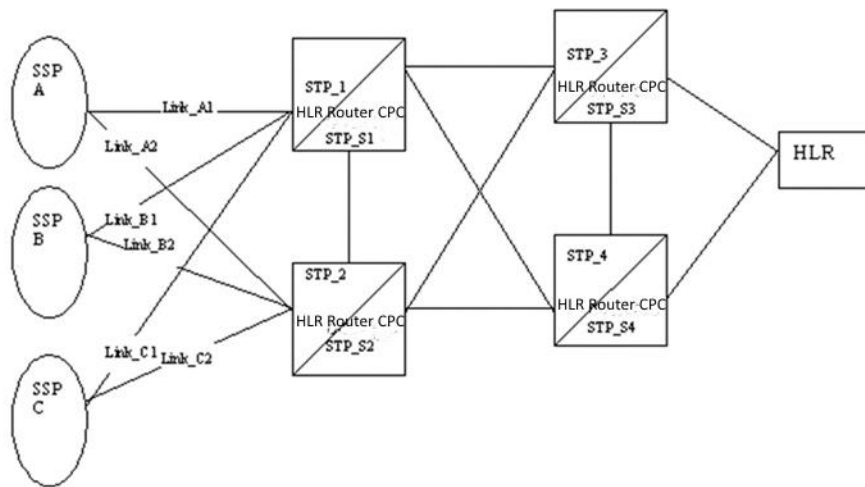 SSP
A
SSP
B
SSP
C
Link_A1
Link_A2
Link_B1
Link_B2
Link_C1
Link_C2
STP_1
HLR Router CPC
STP_S1
STP_2
HLR Router CPC
STP_S2
STP_3
HLR Router CPC
STP_S3
STP_4
HLR Router CPC
STP_S4
HLR